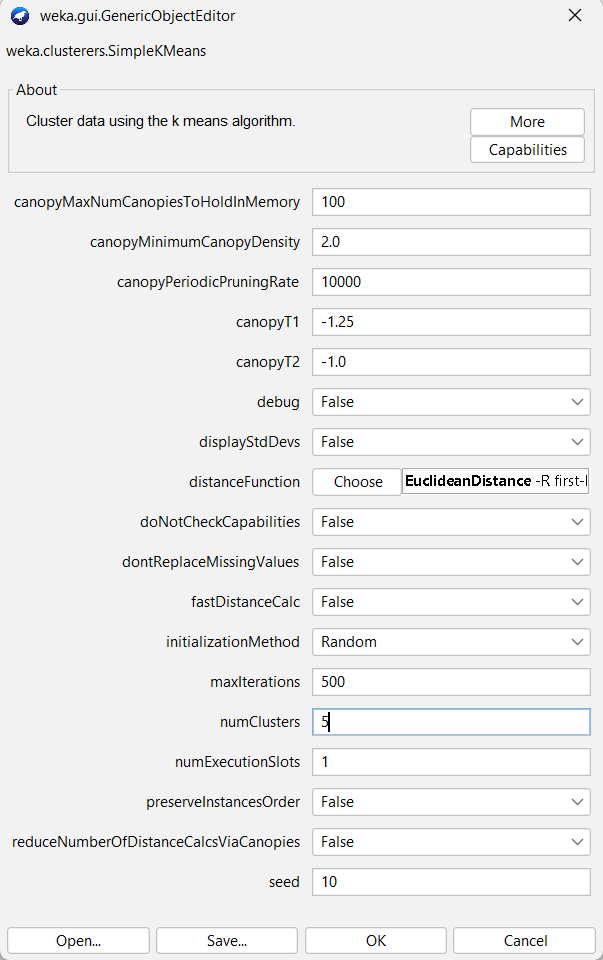 weka.gui.GenericObjectEditor
weka.clusterers.SimpleKMeans
About
Cluster data using the k means algorithm.
More
Capabilities
canopyMaxNumCanopiesToHoldInMemory 100
canopyMinimumCanopyDensity 2.0
canopyPeriodicPruningRate 10000
canopyT1 -1.25
canopyT2 -1.0
debug False
displayStdDevs False
distanceFunction Choose EuclideanDistance -R first-l
doNotCheckCapabilities False
dontReplaceMissingValues False
fastDistanceCalc False
initializationMethod Random
maxIterations 500
numClusters 5
numExecutionSlots 1
preserveInstancesOrder False
reduceNumberOfDistanceCalcsViaCanopies False
seed 10
Open... Save... OK Cancel